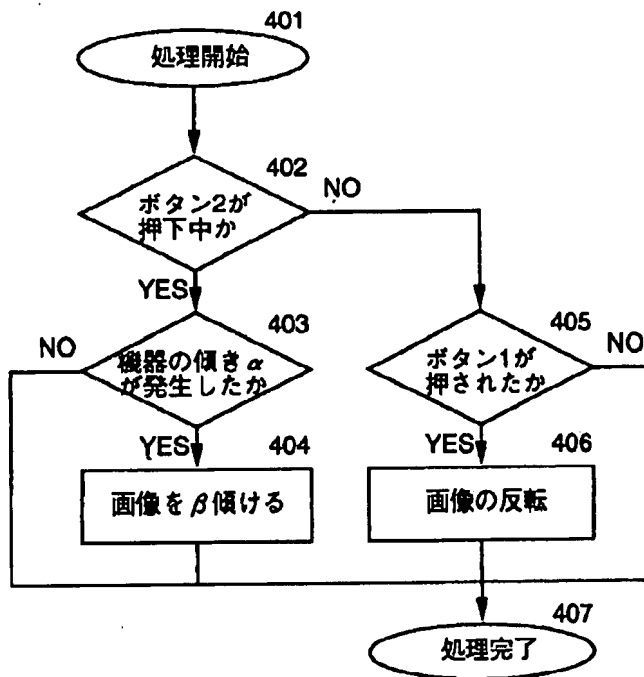 401
処理開始
402
ボタン2が
押下中か
NO
YES
403
機器の傾きα
が発生したか
NO
YES
404
画像をβ傾ける
405
ボタン1が
押されたか
NO
YES
406
画像の反転
407
処理完了